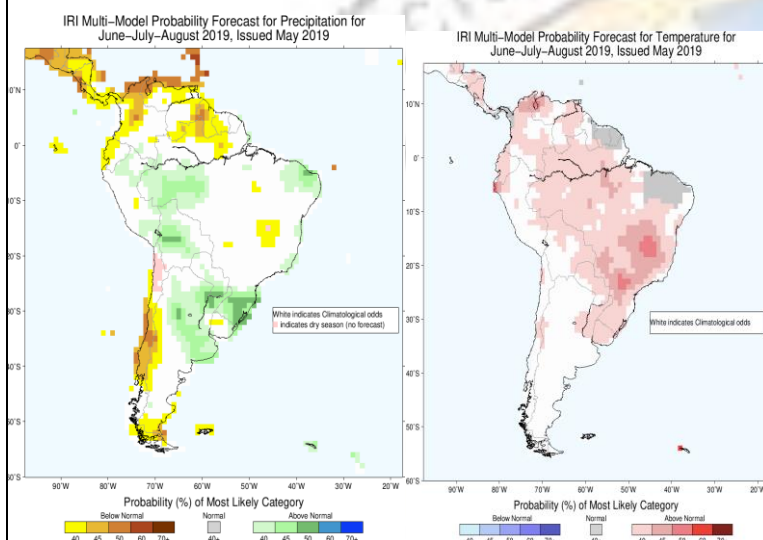 IRI Multi-Model Probability Forecast for Precipitation for
June-July-August 2019, Issued May 2019
10°N
0°
10°S
20°S
30°S
40°S
50°S
60°S
90°W 80°W 70°W 60°W 50°W 40°W 30°W 20°W
White indicates Climatological odds
indicates dry season (no forecast)
Probability (%) of Most Likely Category
Below Normal Normal Above Normal
40 45 50 60 70+ 40+ 40 45 50 60 70+
IRI Multi-Model Probability Forecast for Temperature for
June-July-August 2019, Issued May 2019
10°N
0°
10°S
20°S
30°S
40°S
50°S
60°S
90°W 80°W 70°W 60°W 50°W 40°W 30°W 20°W
White indicates Climatological odds
Probability (%) of Most Likely Category
Below Normal Normal Above Normal